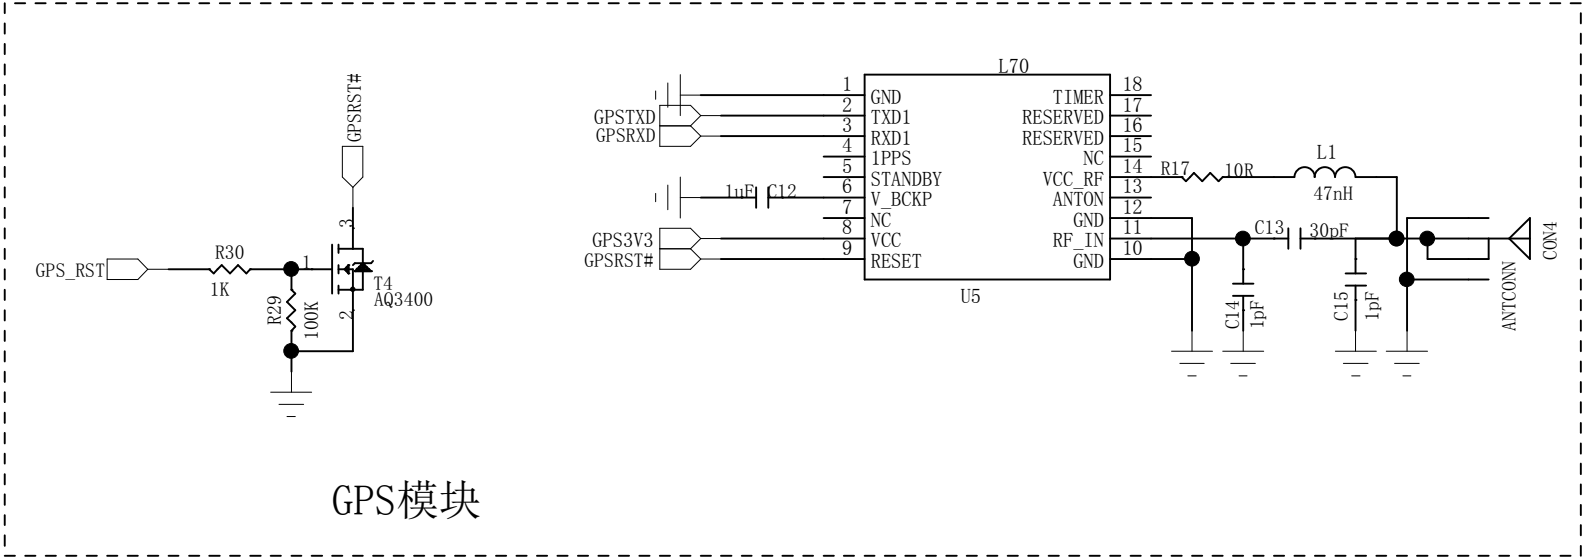 GPSRST#
GPS_RST
R30
1K
R29
100K
1
3
2
T4
AQ3400
L70
GPSTXD
GPSRXD
GPS3V3
GPSRST#
1uF
C12
1
2
3
4
5
6
7
8
9
GND
TXD1
RXD1
1PPS
STANDBY
V_BCKP
NC
VCC
RESET
TIMER
RESERVED
RESERVED
NC
VCC_RF
ANTON
GND
RF_IN
GND
18
17
16
15
14
13
12
11
10
U5
R17
10R
L1
47nH
C13
30pF
C14
1pF
C15
1pF
CON4
ANTCONN
GPS模块